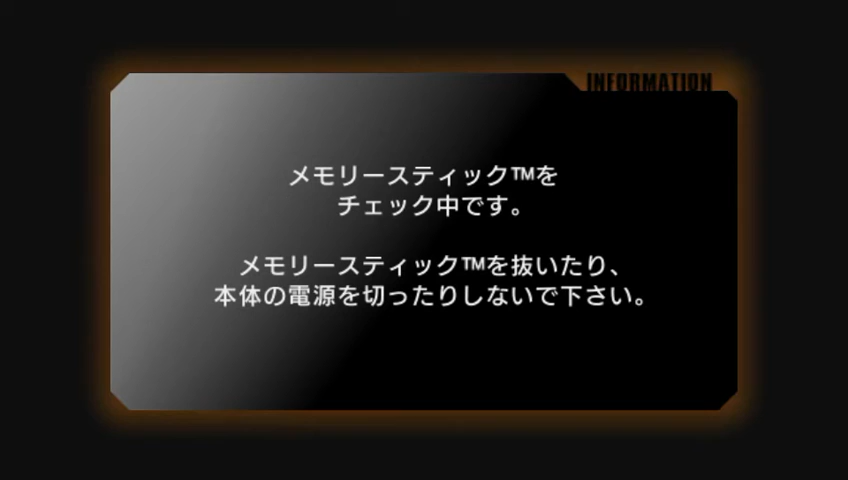 INFORMATION
メモリースティック™を
チェック中です。
メモリースティック™を抜いたり、
本体の電源を切ったりしないで下さい。